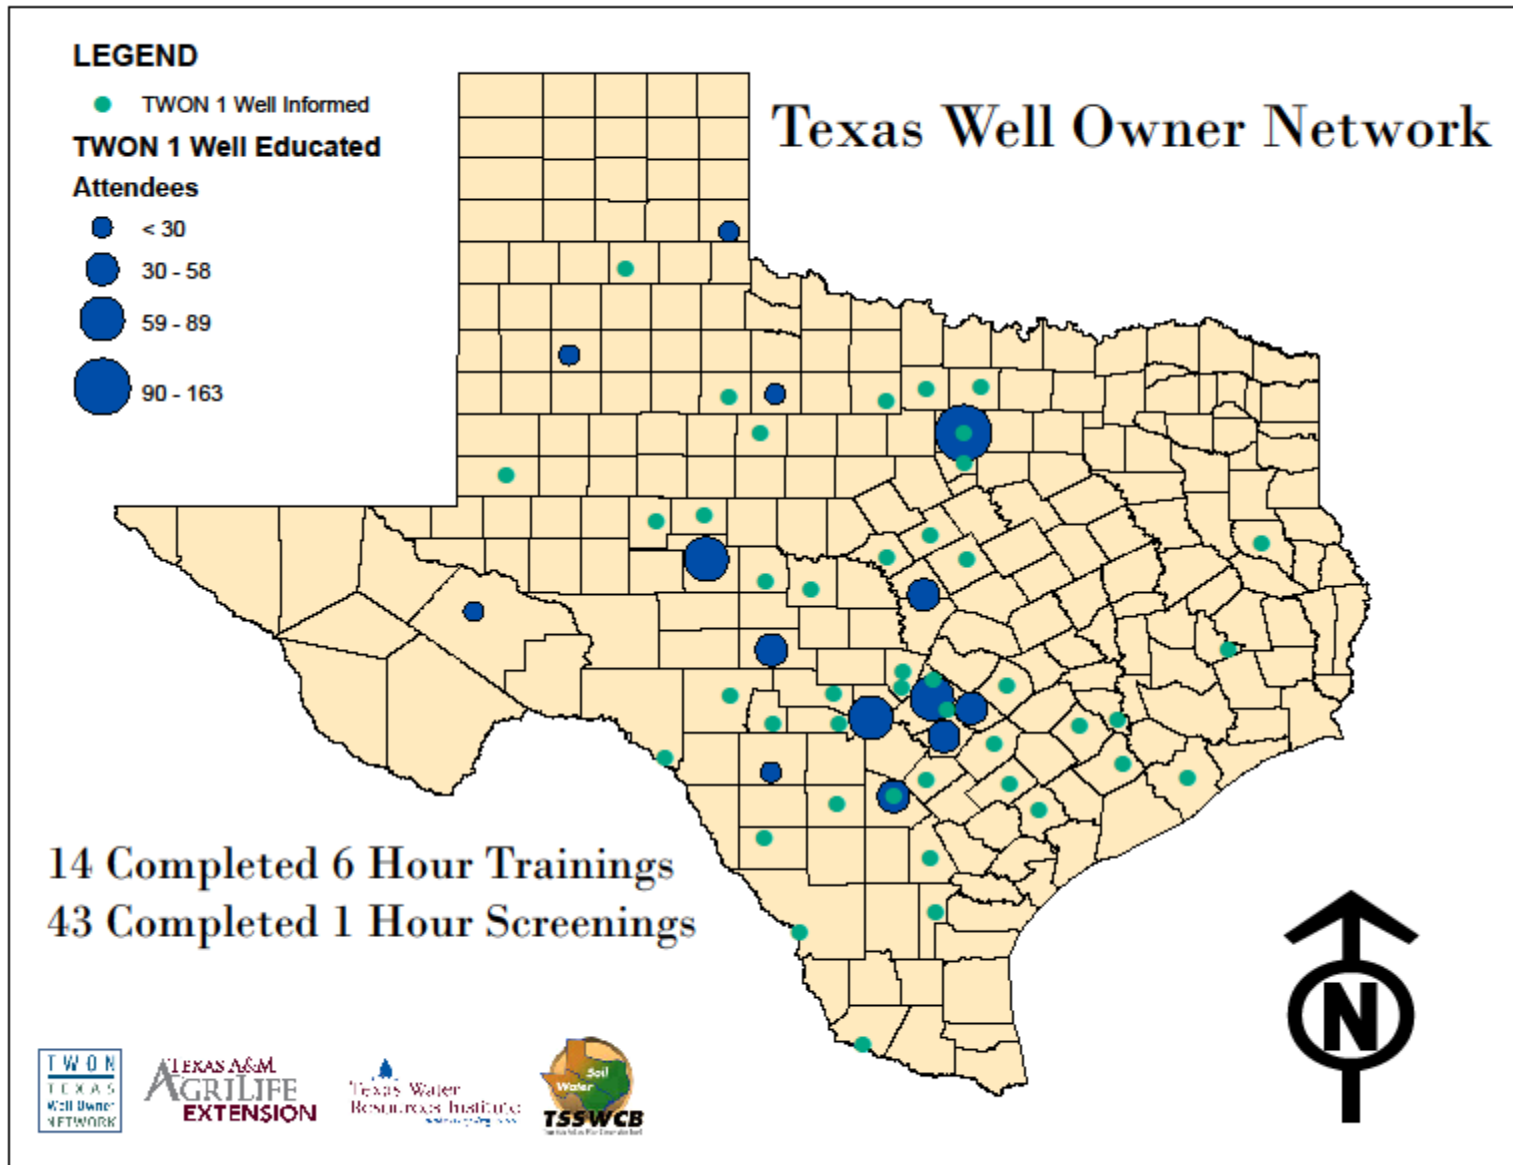 LEGEND
TWON 1 Well Informed
TWON 1 Well Educated
Attendees
< 30
30 - 58
59 - 89
90 - 163
Texas Well Owner Network
14 Completed 6 Hour Trainings
43 Completed 1 Hour Screenings
N
TWON
TEXAS
Well Owner
NETWORK
TEXAS A&M
AGRILIFE
EXTENSION
Texas Water
Resources Institute
Soil
Water
TSSWCB